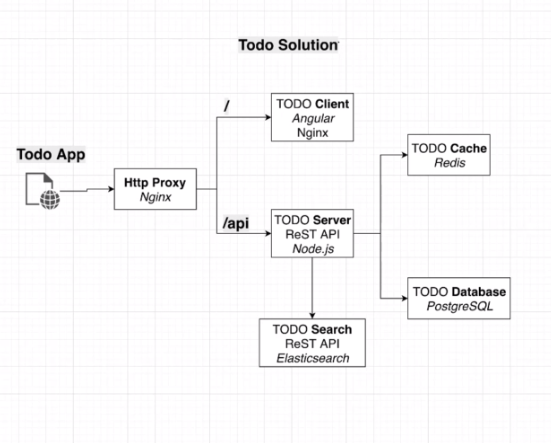 Todo Solution
/
TODO Client
Angular
Nginx
Todo App
Http Proxy
Nginx
/api
TODO Server
ReST API
Node.js
TODO Cache
Redis
TODO Database
PostgreSQL
TODO Search
ReST API
Elasticsearch